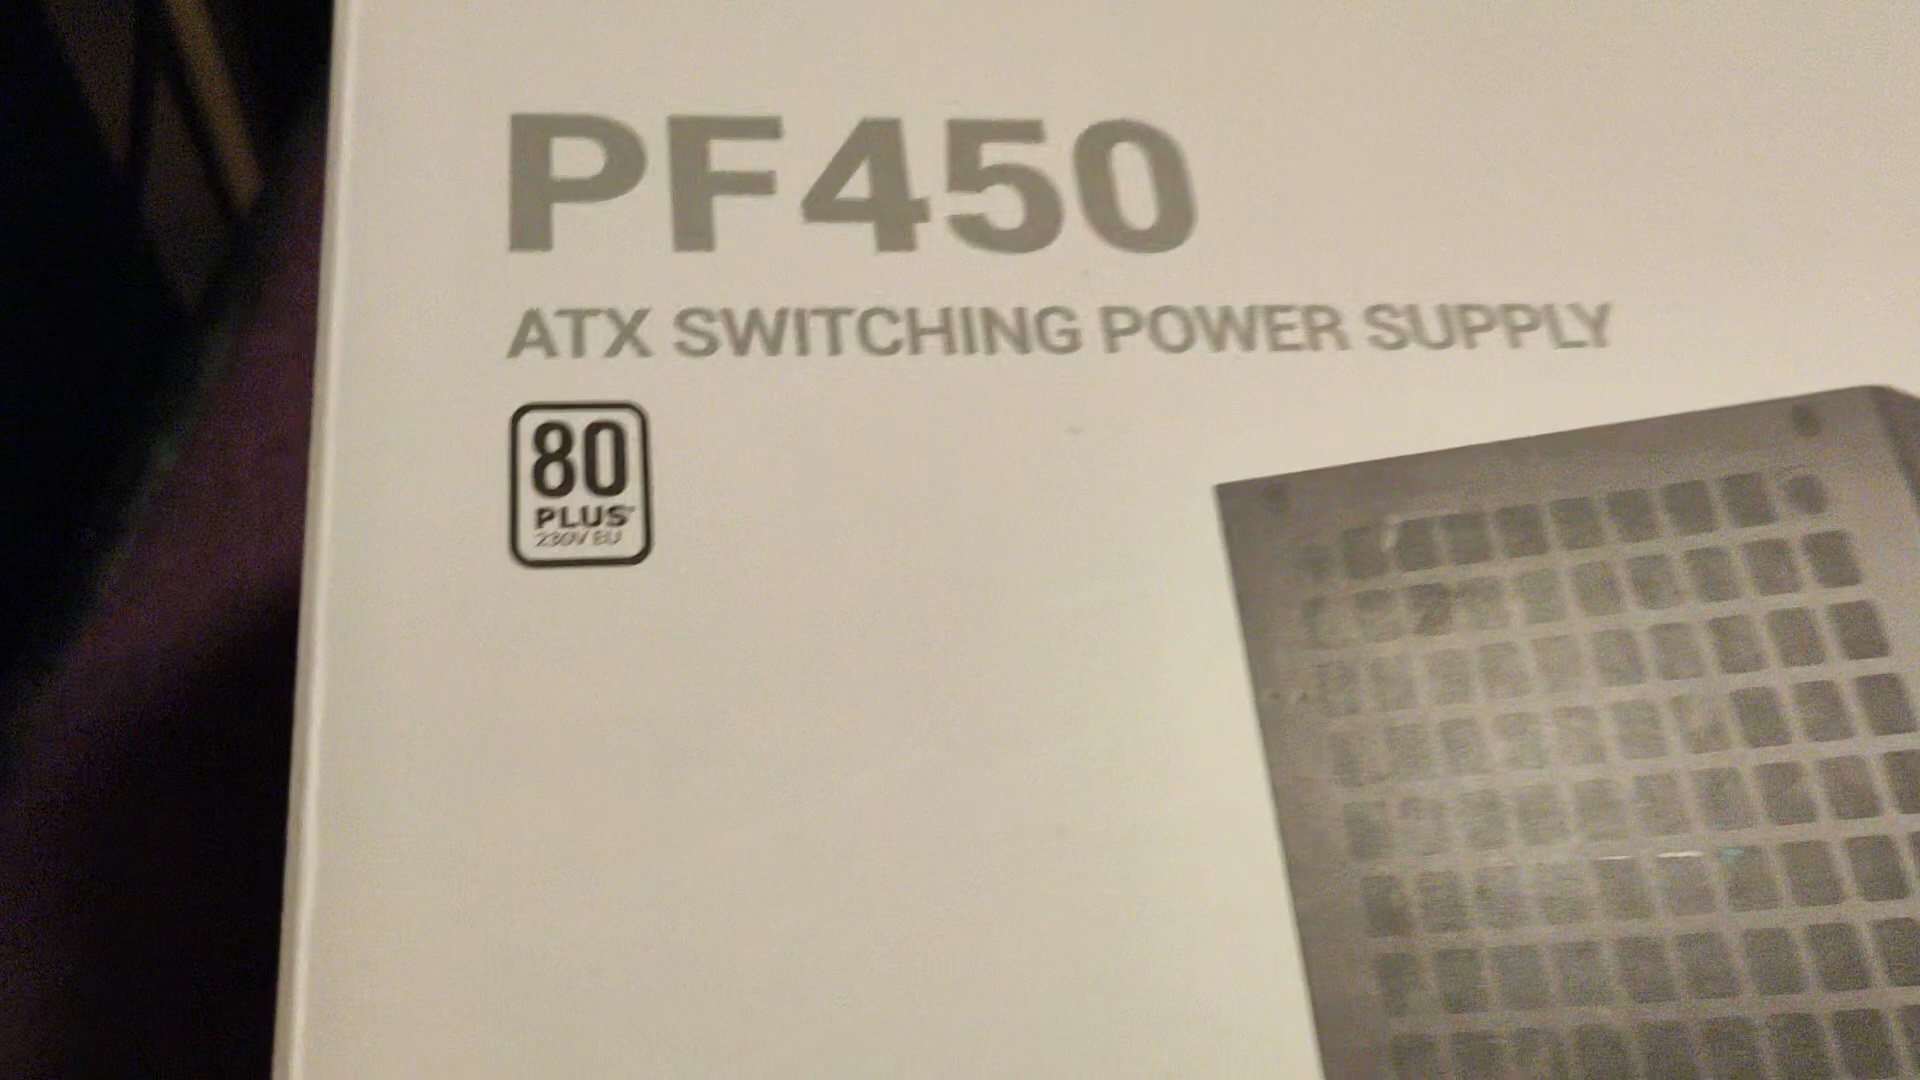 PF450
ATX SWITCHING POWER SUPPLY
80
PLUS
230V EU